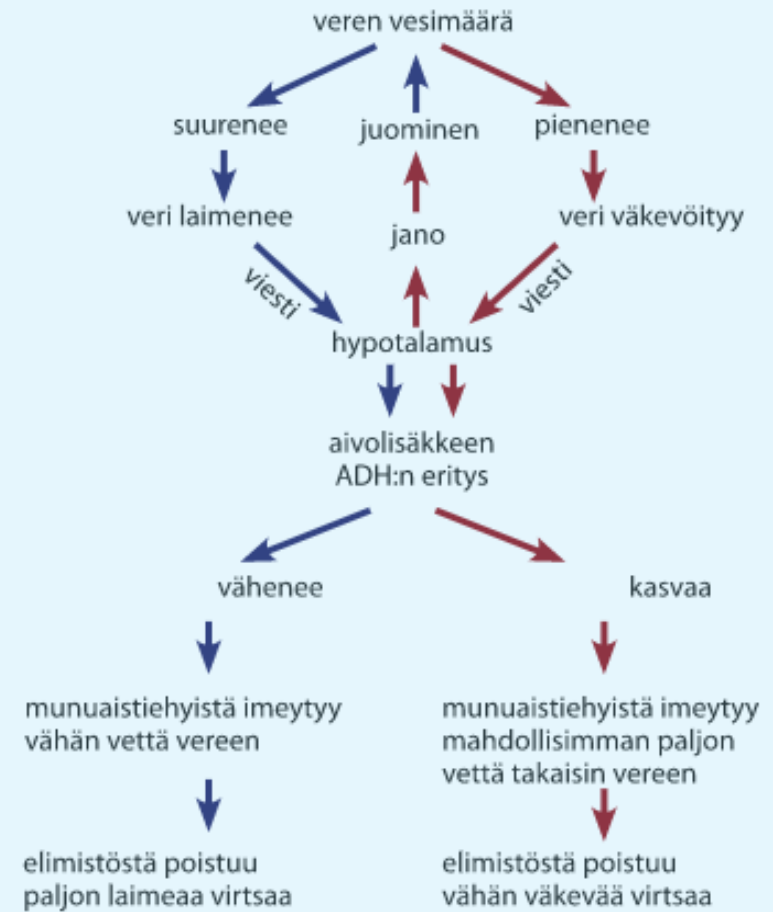 veren vesimäärä
suurenee
juominen
pienenee
veri laimenee
jano
veri väkevöityy
viesti
viesti
hypotalamus
aivolisäkkeen
ADH:n eritys
vähenee
kasvaa
munuaistiehyistä imeytyy
vähän vettä vereen
munuaistiehyistä imeytyy
mahdollisimman paljon
vettä takaisin vereen
elimistöstä poistuu
paljon laimeaa virtsaa
elimistöstä poistuu
vähän väkevää virtsaa